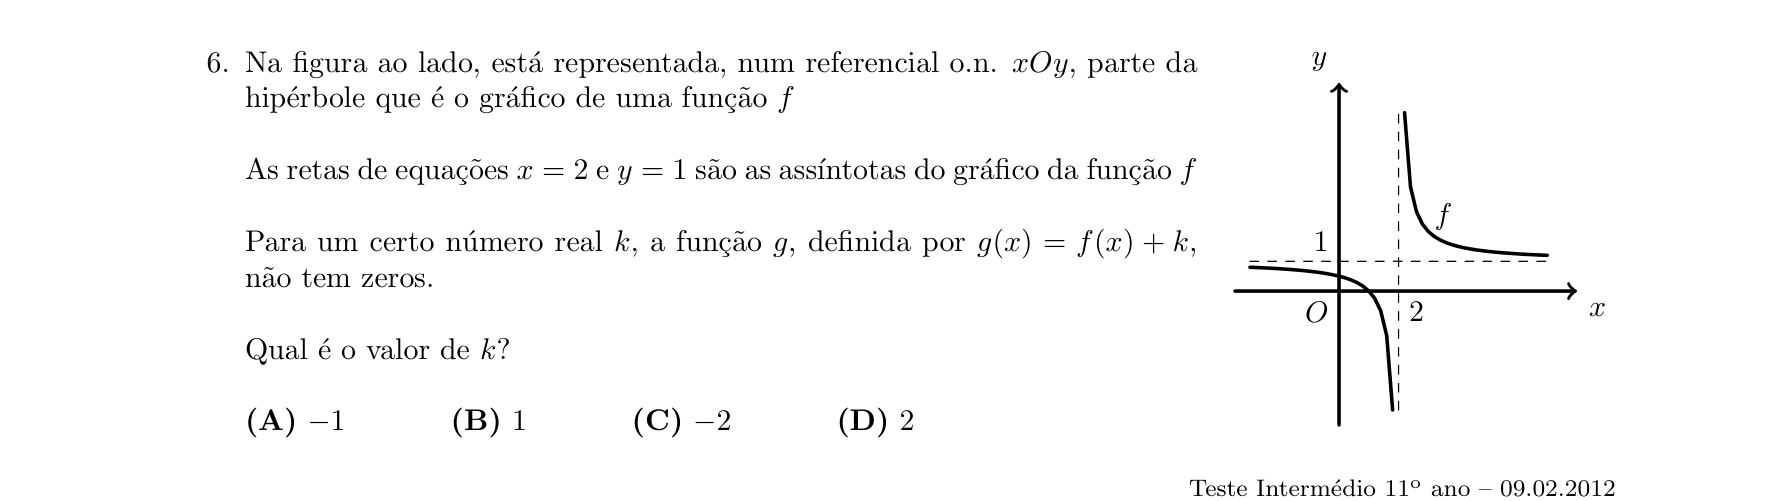 6. Na figura ao lado, está representada, num referencial o.n. xOy, parte da
hipérbole que é o gráfico de uma função f
As retas de equações x = 2 e y = 1 são as assíntotas do gráfico da função f
Para um certo número real k, a função g, definida por g(x) = f(x) + k,
não tem zeros.
Qual é o valor de k?
(A) −1 (B) 1 (C) −2 (D) 2
y
f
1
O
2
x
Teste Intermédio 11º ano – 09.02.2012